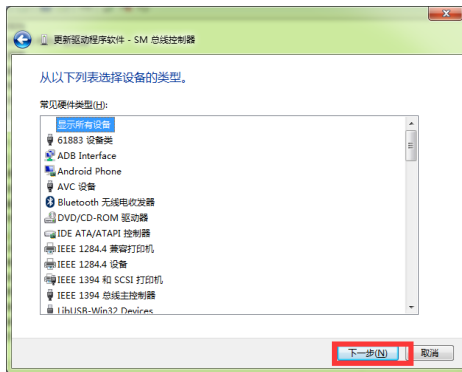 更新驱动程序软件 - SM 总线控制器
从以下列表选择设备的类型。
常见硬件类型(H):
显示所有设备
61883 设备类
ADB Interface
Android Phone
AVC 设备
Bluetooth 无线电收发器
DVD/CD-ROM 驱动器
IDE ATA/ATAPI 控制器
IEEE 1284.4 兼容打印机
IEEE 1284.4 设备
IEEE 1394 和 SCSI 打印机
IEEE 1394 总线主控制器
LibUSB-Win32 Devices
下一步(N) 取消